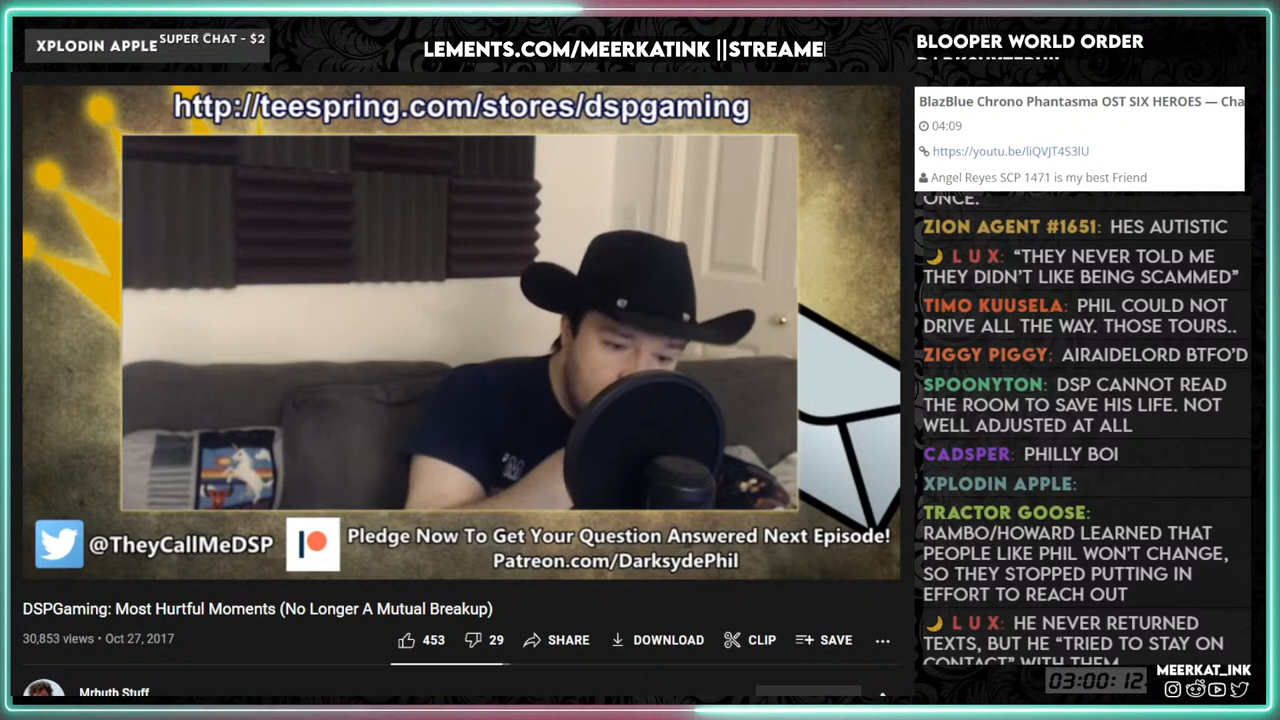 XPLODIN APPLE SUPER CHAT - $2
LEMENTS.COM/MEERKATINK ||STREAME
BLOOPER WORLD ORDER
http://teespring.com/stores/dspgaming
@TheyCallMeDSP
Pledge Now To Get Your Question Answered Next Episode!
Patreon.com/DarksydePhil
DSPGaming: Most Hurtful Moments (No Longer A Mutual Breakup)
30,853 views • Oct 27, 2017
453 29 SHARE DOWNLOAD CLIP SAVE ...
Mrhuth Stuff
BlazBlue Chrono Phantasma OST SIX HEROES — Cha
04:09
https://youtu.be/liQVJT4S3lU
Angel Reyes SCP 1471 is my best Friend
ONCE.
ZION AGENT #1651: HES AUTISTIC
L U X: “THEY NEVER TOLD ME
THEY DIDN’T LIKE BEING SCAMMED”
TIMO KUUSELA: PHIL COULD NOT
DRIVE ALL THE WAY. THOSE TOURS..
ZIGGY PIGGY: AIRAIDELORD BTFO’D
SPOONYTON: DSP CANNOT READ
THE ROOM TO SAVE HIS LIFE. NOT
WELL ADJUSTED AT ALL
CADSPER: PHILLY BOI
XPLODIN APPLE:
TRACTOR GOOSE:
RAMBO/HOWARD LEARNED THAT
PEOPLE LIKE PHIL WON'T CHANGE,
SO THEY STOPPED PUTTING IN
EFFORT TO REACH OUT
L U X: HE NEVER RETURNED
TEXTS, BUT HE “TRIED TO STAY ON
CONTACT” WITH THEM
03:00:12
MEERKAT_INK